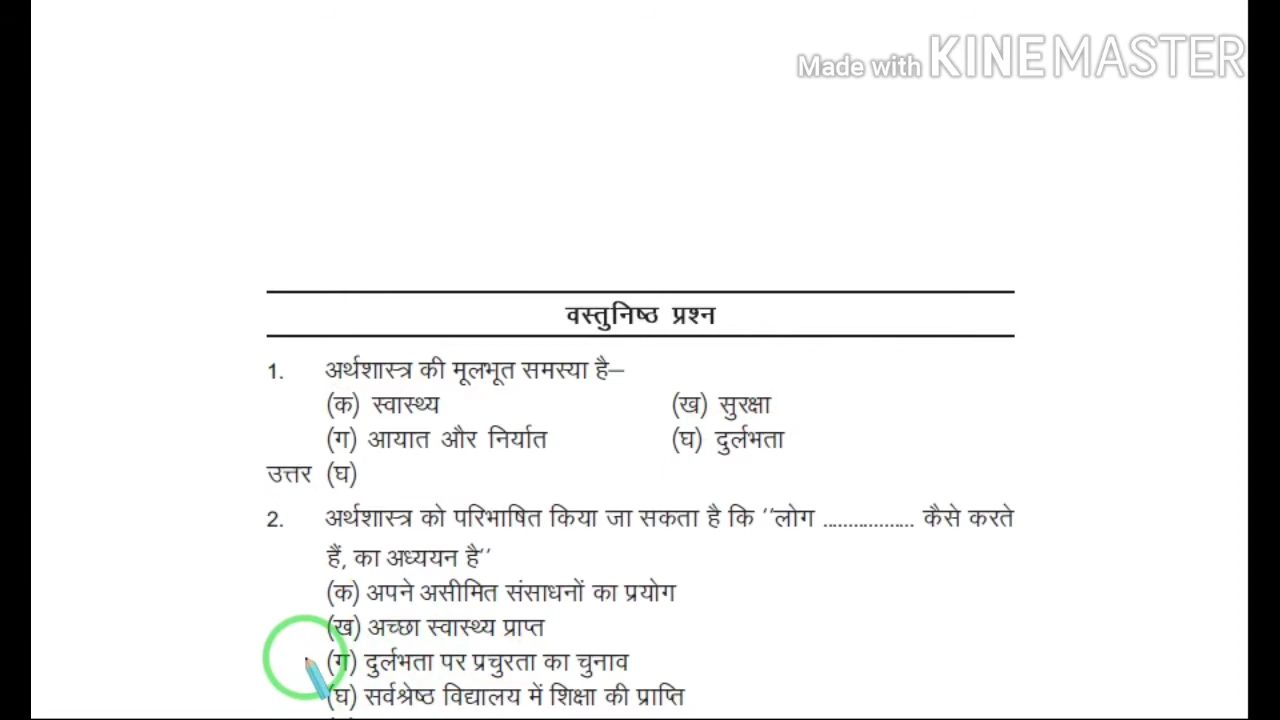 Made with KINEMASTER
वस्तुनिष्ठ प्रश्न
1. अर्थशास्त्र की मूलभूत समस्या है—
(क) स्वास्थ्य (ख) सुरक्षा
(ग) आयात और निर्यात (घ) दुर्लभता
उत्तर (घ)
2. अर्थशास्त्र को परिभाषित किया जा सकता है कि ‘‘लोग .................. कैसे करते
हैं, का अध्ययन है’’
(क) अपने असीमित संसाधनों का प्रयोग
(ख) अच्छा स्वास्थ्य प्राप्त
(ग) दुर्लभता पर प्रचुरता का चुनाव
(घ) सर्वश्रेष्ठ विद्यालय में शिक्षा की प्राप्ति